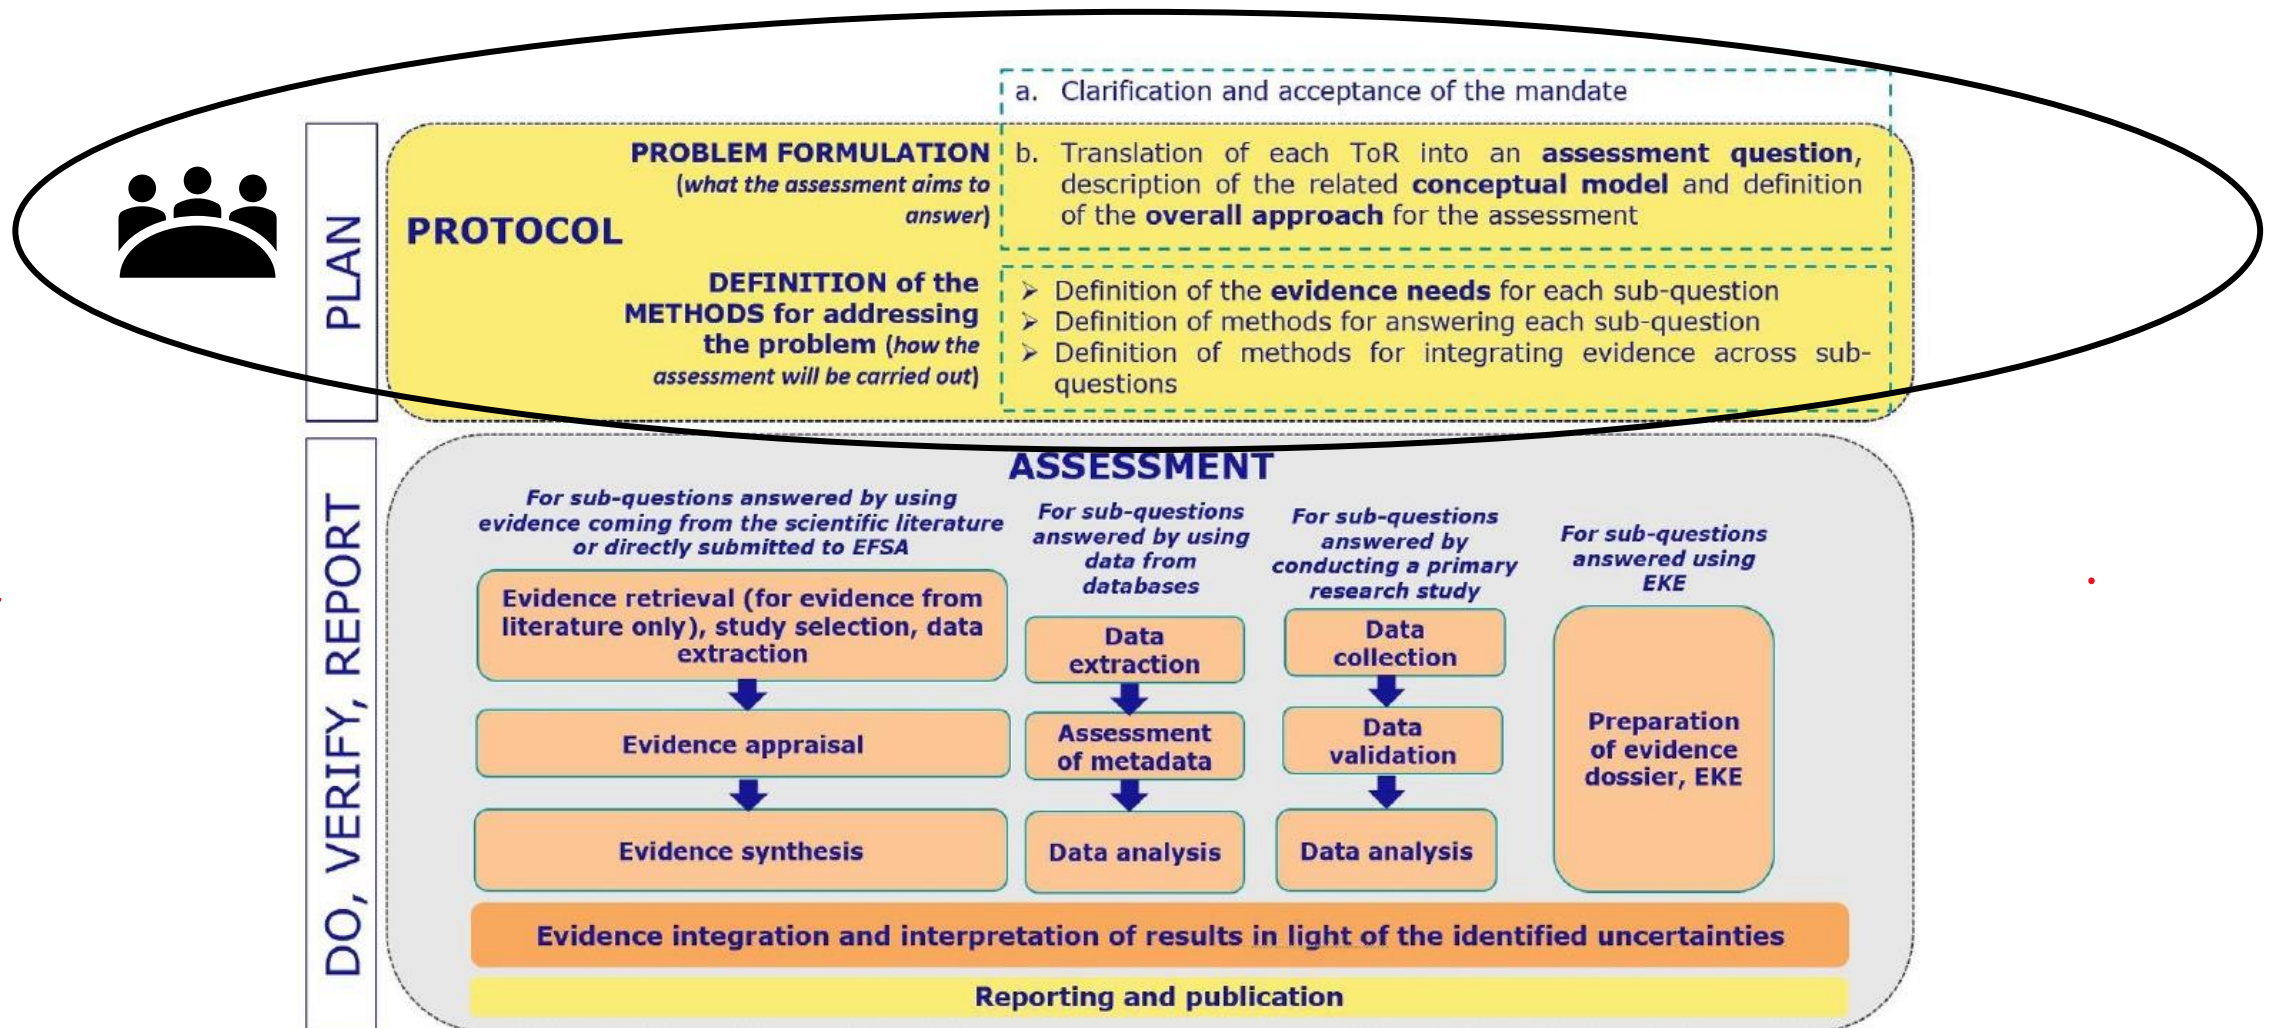 PLAN
PROTOCOL
PROBLEM FORMULATION
(what the assessment aims to
answer)
a. Clarification and acceptance of the mandate
b. Translation of each ToR into an assessment question,
description of the related conceptual model and definition
of the overall approach for the assessment
DEFINITION of the
METHODS for addressing
the problem (how the
assessment will be carried out)
➢ Definition of the evidence needs for each sub-question
➢ Definition of methods for answering each sub-question
➢ Definition of methods for integrating evidence across sub-
questions
DO, VERIFY, REPORT
ASSESSMENT
For sub-questions answered by using
evidence coming from the scientific literature
or directly submitted to EFSA
Evidence retrieval (for evidence from
literature only), study selection, data
extraction
Evidence appraisal
Evidence synthesis
For sub-questions
answered by using
data from
databases
Data
extraction
Assessment
of metadata
Data analysis
For sub-questions
answered by
conducting a primary
research study
Data
collection
Data
validation
Data analysis
For sub-questions
answered using
EKE
Preparation
of evidence
dossier, EKE
Evidence integration and interpretation of results in light of the identified uncertainties
Reporting and publication